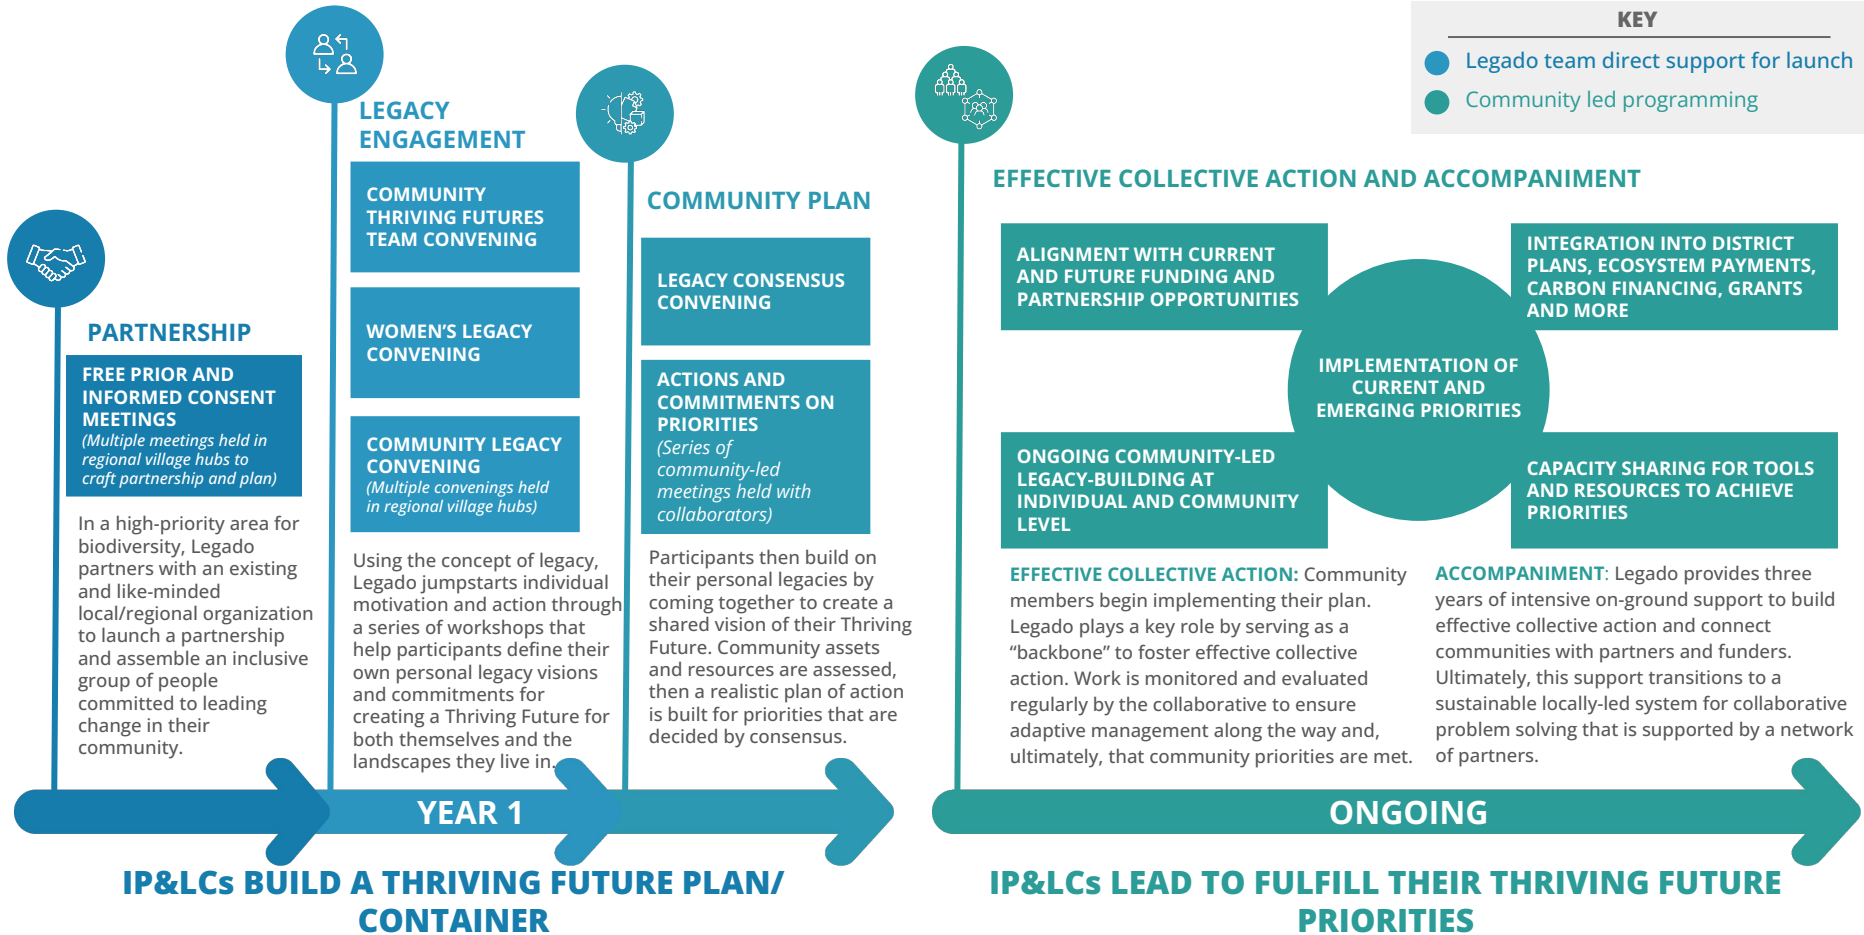 KEY
Legado team direct support for launch
Community led programming
PARTNERSHIP
FREE PRIOR AND
INFORMED CONSENT
MEETINGS
(Multiple meetings held in
regional village hubs to
craft partnership and plan)
In a high-priority area for
biodiversity, Legado
partners with an existing
and like-minded
local/regional organization
to launch a partnership
and assemble an inclusive
group of people
committed to leading
change in their
community.
LEGACY
ENGAGEMENT
COMMUNITY
THRIVING FUTURES
TEAM CONVENING
WOMEN'S LEGACY
CONVENING
COMMUNITY LEGACY
CONVENING
(Multiple convenings held
in regional village hubs)
Using the concept of legacy,
Legado jumpstarts individual
motivation and action through
a series of workshops that
help participants define their
own personal legacy visions
and commitments for
creating a Thriving Future for
both themselves and the
landscapes they live in.
COMMUNITY PLAN
LEGACY CONSENSUS
CONVENING
ACTIONS AND
COMMITMENTS ON
PRIORITIES
(Series of
community-led
meetings held with
collaborators)
Participants then build on
their personal legacies by
coming together to create a
shared vision of their Thriving
Future. Community assets
and resources are assessed,
then a realistic plan of action
is built for priorities that are
decided by consensus.
YEAR 1
IP&LCs BUILD A THRIVING FUTURE PLAN/
CONTAINER
EFFECTIVE COLLECTIVE ACTION AND ACCOMPANIMENT
ALIGNMENT WITH CURRENT
AND FUTURE FUNDING AND
PARTNERSHIP OPPORTUNITIES
INTEGRATION INTO DISTRICT
PLANS, ECOSYSTEM PAYMENTS,
CARBON FINANCING, GRANTS
AND MORE
IMPLEMENTATION OF
CURRENT AND
EMERGING PRIORITIES
ONGOING COMMUNITY-LED
LEGACY-BUILDING AT
INDIVIDUAL AND COMMUNITY
LEVEL
CAPACITY SHARING FOR TOOLS
AND RESOURCES TO ACHIEVE
PRIORITIES
EFFECTIVE COLLECTIVE ACTION: Community
members begin implementing their plan.
Legado plays a key role by serving as a
“backbone” to foster effective collective
action. Work is monitored and evaluated
regularly by the collaborative to ensure
adaptive management along the way and,
ultimately, that community priorities are met.
ACCOMPANIMENT: Legado provides three
years of intensive on-ground support to build
effective collective action and connect
communities with partners and funders.
Ultimately, this support transitions to a
sustainable locally-led system for collaborative
problem solving that is supported by a network
of partners.
ONGOING
IP&LCs LEAD TO FULFILL THEIR THRIVING FUTURE
PRIORITIES